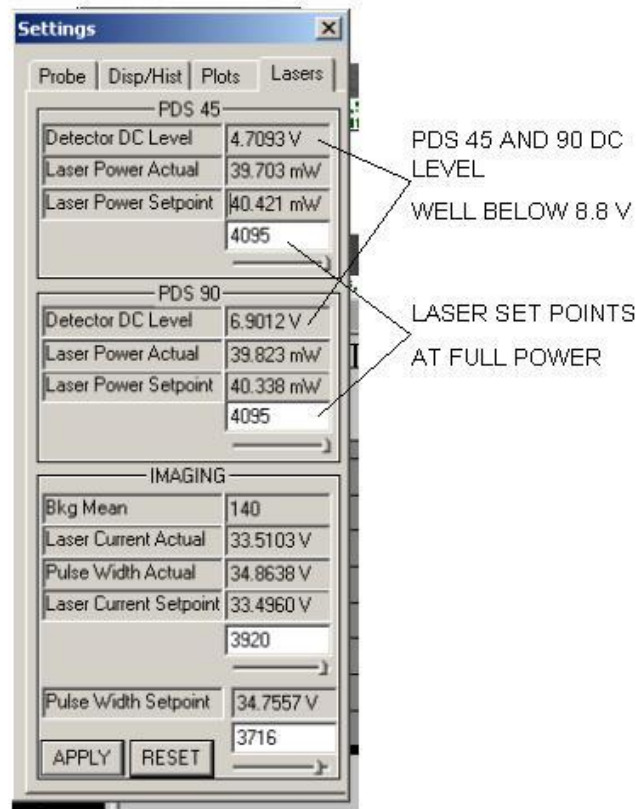 Settings
Probe Disp/Hist Plots Lasers
PDS 45
Detector DC Level 4.7093 V
Laser Power Actual 39.703 mW
Laser Power Setpoint 40.421 mW
4095
PDS 90
Detector DC Level 6.9012 V
Laser Power Actual 39.823 mW
Laser Power Setpoint 40.338 mW
4095
IMAGING
Bkg Mean 140
Laser Current Actual 33.5103 V
Pulse Width Actual 34.8638 V
Laser Current Setpoint 33.4960 V
3920
Pulse Width Setpoint 34.7557 V
3716
APPLY RESET
PDS 45 AND 90 DC
LEVEL
WELL BELOW 8.8 V
LASER SET POINTS
AT FULL POWER